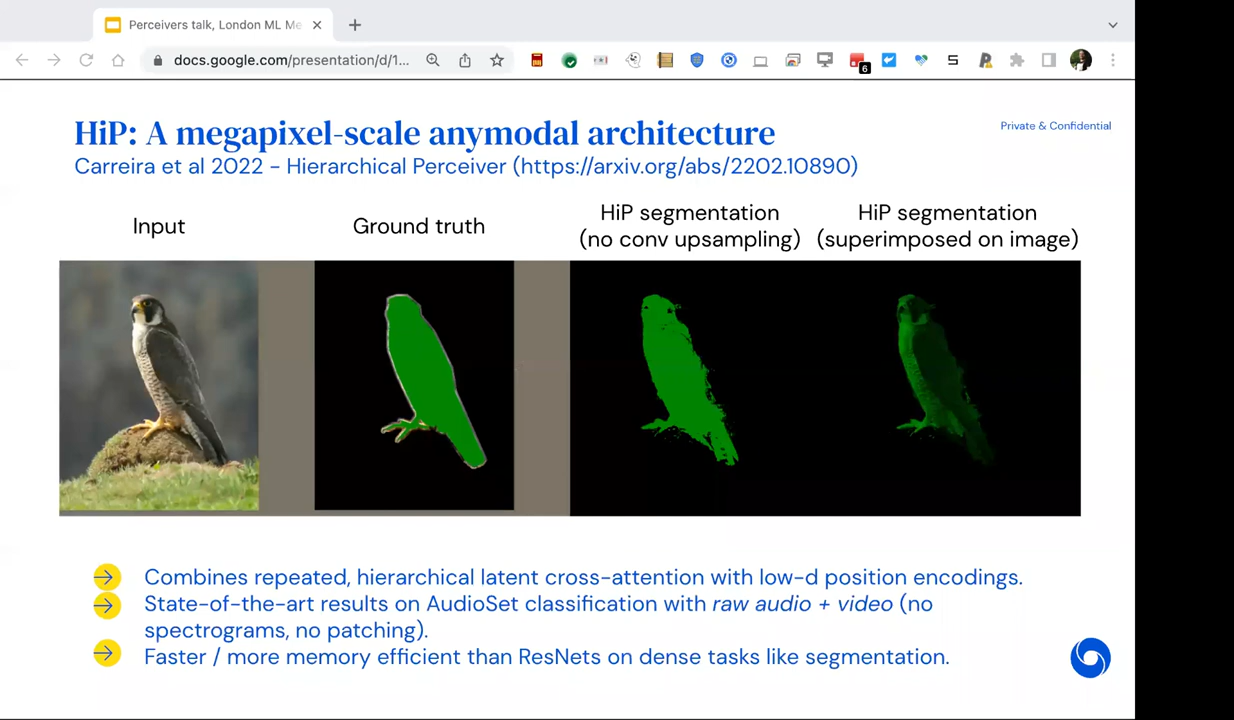 Perceivers talk, London ML Me
docs.google.com/presentation/d/1...
6
HiP: A megapixel-scale anymodal architecture
Private & Confidential
Carreira et al 2022 – Hierarchical Perceiver (https://arxiv.org/abs/2202.10890)
Input
Ground truth
HiP segmentation
(no conv upsampling)
HiP segmentation
(superimposed on image)
Combines repeated, hierarchical latent cross-attention with low-d position encodings.
State-of-the-art results on AudioSet classification with raw audio + video (no
spectrograms, no patching).
Faster / more memory efficient than ResNets on dense tasks like segmentation.